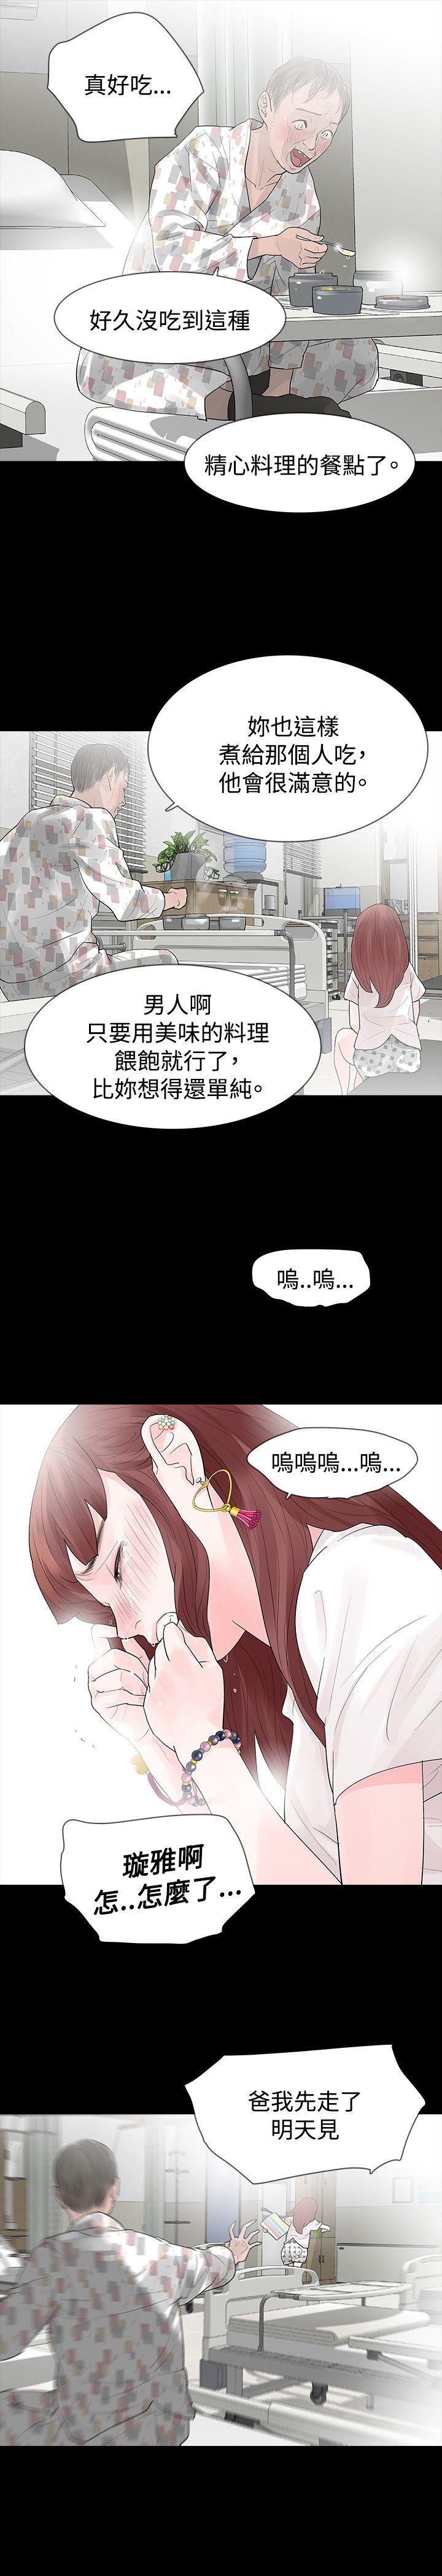 真好吃...
好久沒吃到這種
精心料理的餐點了。
妳也這樣
煮給那個人吃,
他會很滿意的。
男人啊
只要用美味的料理
餵飽就行了,
比妳想得還單純。
嗚..嗚...
嗚嗚嗚...嗚...
璇雅啊
怎..怎麼了...
爸我先走了
明天見